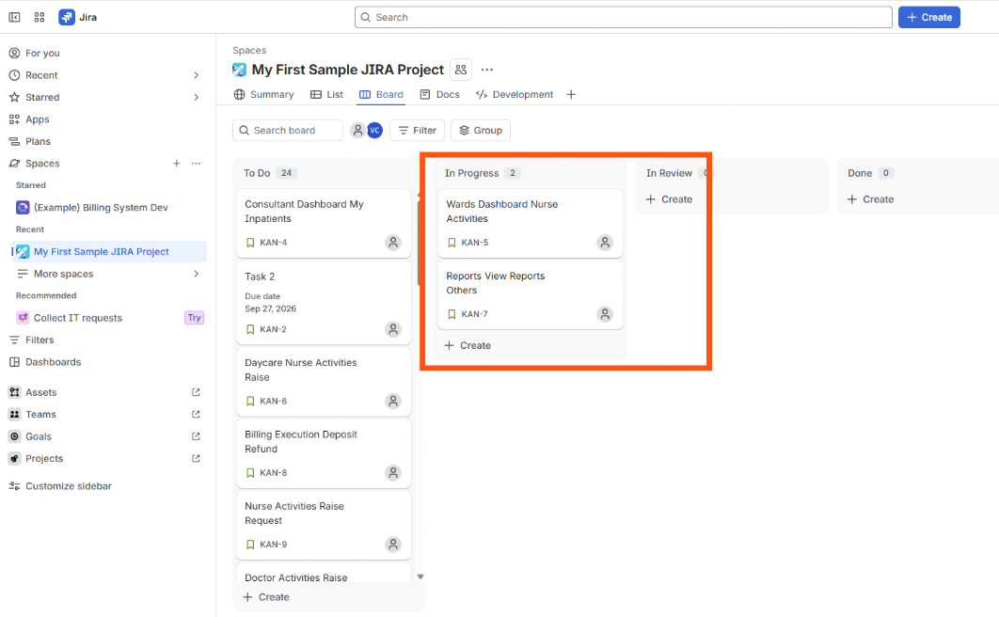 Jira
Search
+ Create
For you
Recent
Starred
Apps
Plans
Spaces
Starred
(Example) Billing System Dev
Recent
My First Sample JIRA Project
More spaces
Recommended
Collect IT requests Try
Filters
Dashboards
Assets
Teams
Goals
Projects
Customize sidebar
Spaces
My First Sample JIRA Project
Summary List Board Docs Development
Search board VC Filter Group
To Do 24
Consultant Dashboard My
Inpatients
KAN-4
Task 2
Due date
Sep 27, 2026
KAN-2
Daycare Nurse Activities
Raise
KAN-6
Billing Execution Deposit
Refund
KAN-8
Nurse Activities Raise
Request
KAN-9
Doctor Activities Raise
+ Create
In Progress 2
Wards Dashboard Nurse
Activities
KAN-5
Reports View Reports
Others
KAN-7
+ Create
In Review
+ Create
Done 0
+ Create